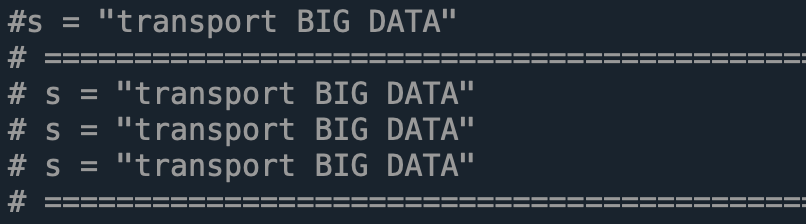 #s = "transport BIG DATA"
# ===========================================
# s = "transport BIG DATA"
# s = "transport BIG DATA"
# s = "transport BIG DATA"
# ===========================================